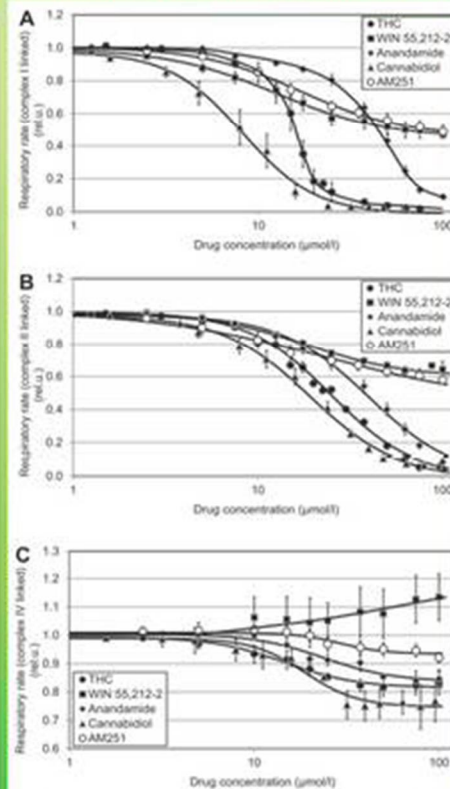 A
Respiratory rate (complex I linked)
(rel.u.)
1.2
1.0
0.8
0.6
0.4
0.2
0.0
THC
WIN 55,212-2
Anandamide
Cannabidiol
AM251
1
10
100
Drug concentration (µmol/l)
B
Respiratory rate (complex II linked)
(rel.u.)
1.2
1.0
0.8
0.6
0.4
0.2
0.0
THC
WIN 55,212-2
Anandamide
Cannabidiol
AM251
1
10
100
Drug concentration (µmol/l)
C
Respiratory rate (complex IV linked)
(rel.u.)
1.3
1.2
1.1
1.0
0.9
0.8
0.7
0.6
THC
WIN 55,212-2
Anandamide
Cannabidiol
AM251
1
10
100
Drug concentration (µmol/l)